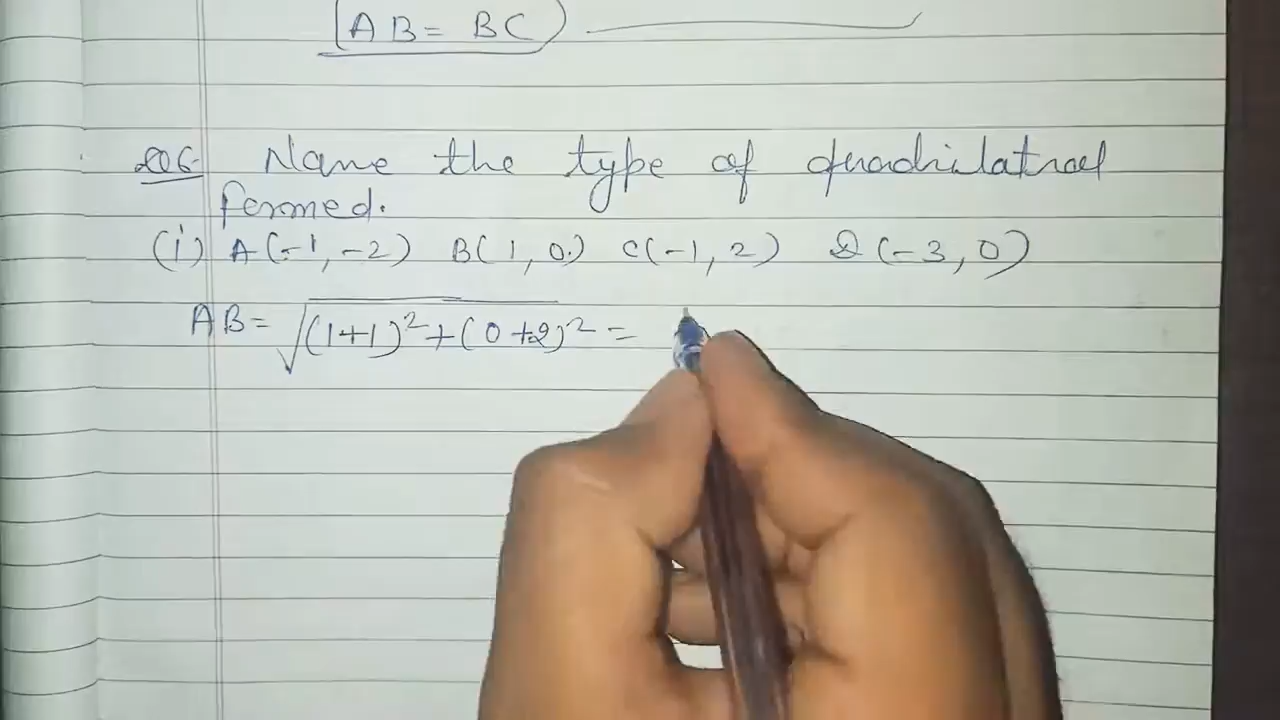 (AB = BC)
Q6. Name the type of quadrilatral
formed.
(i) A(-1, -2) B(1, 0) C(-1, 2) D(-3, 0)
AB = √(1+1)²+(0+2)² =